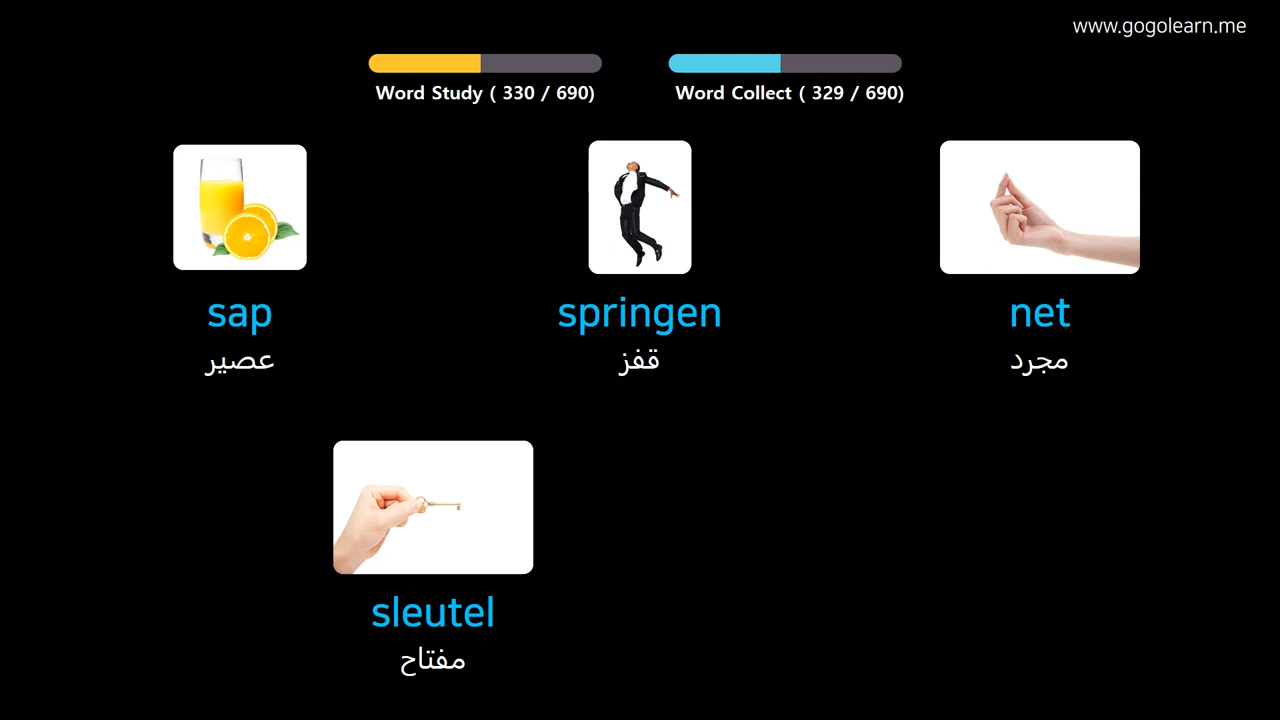 www.gogolearn.me
Word Study ( 330 / 690)
Word Collect ( 329 / 690)
sap
عصير
springen
قفز
net
مجرد
sleutel
مفتاح